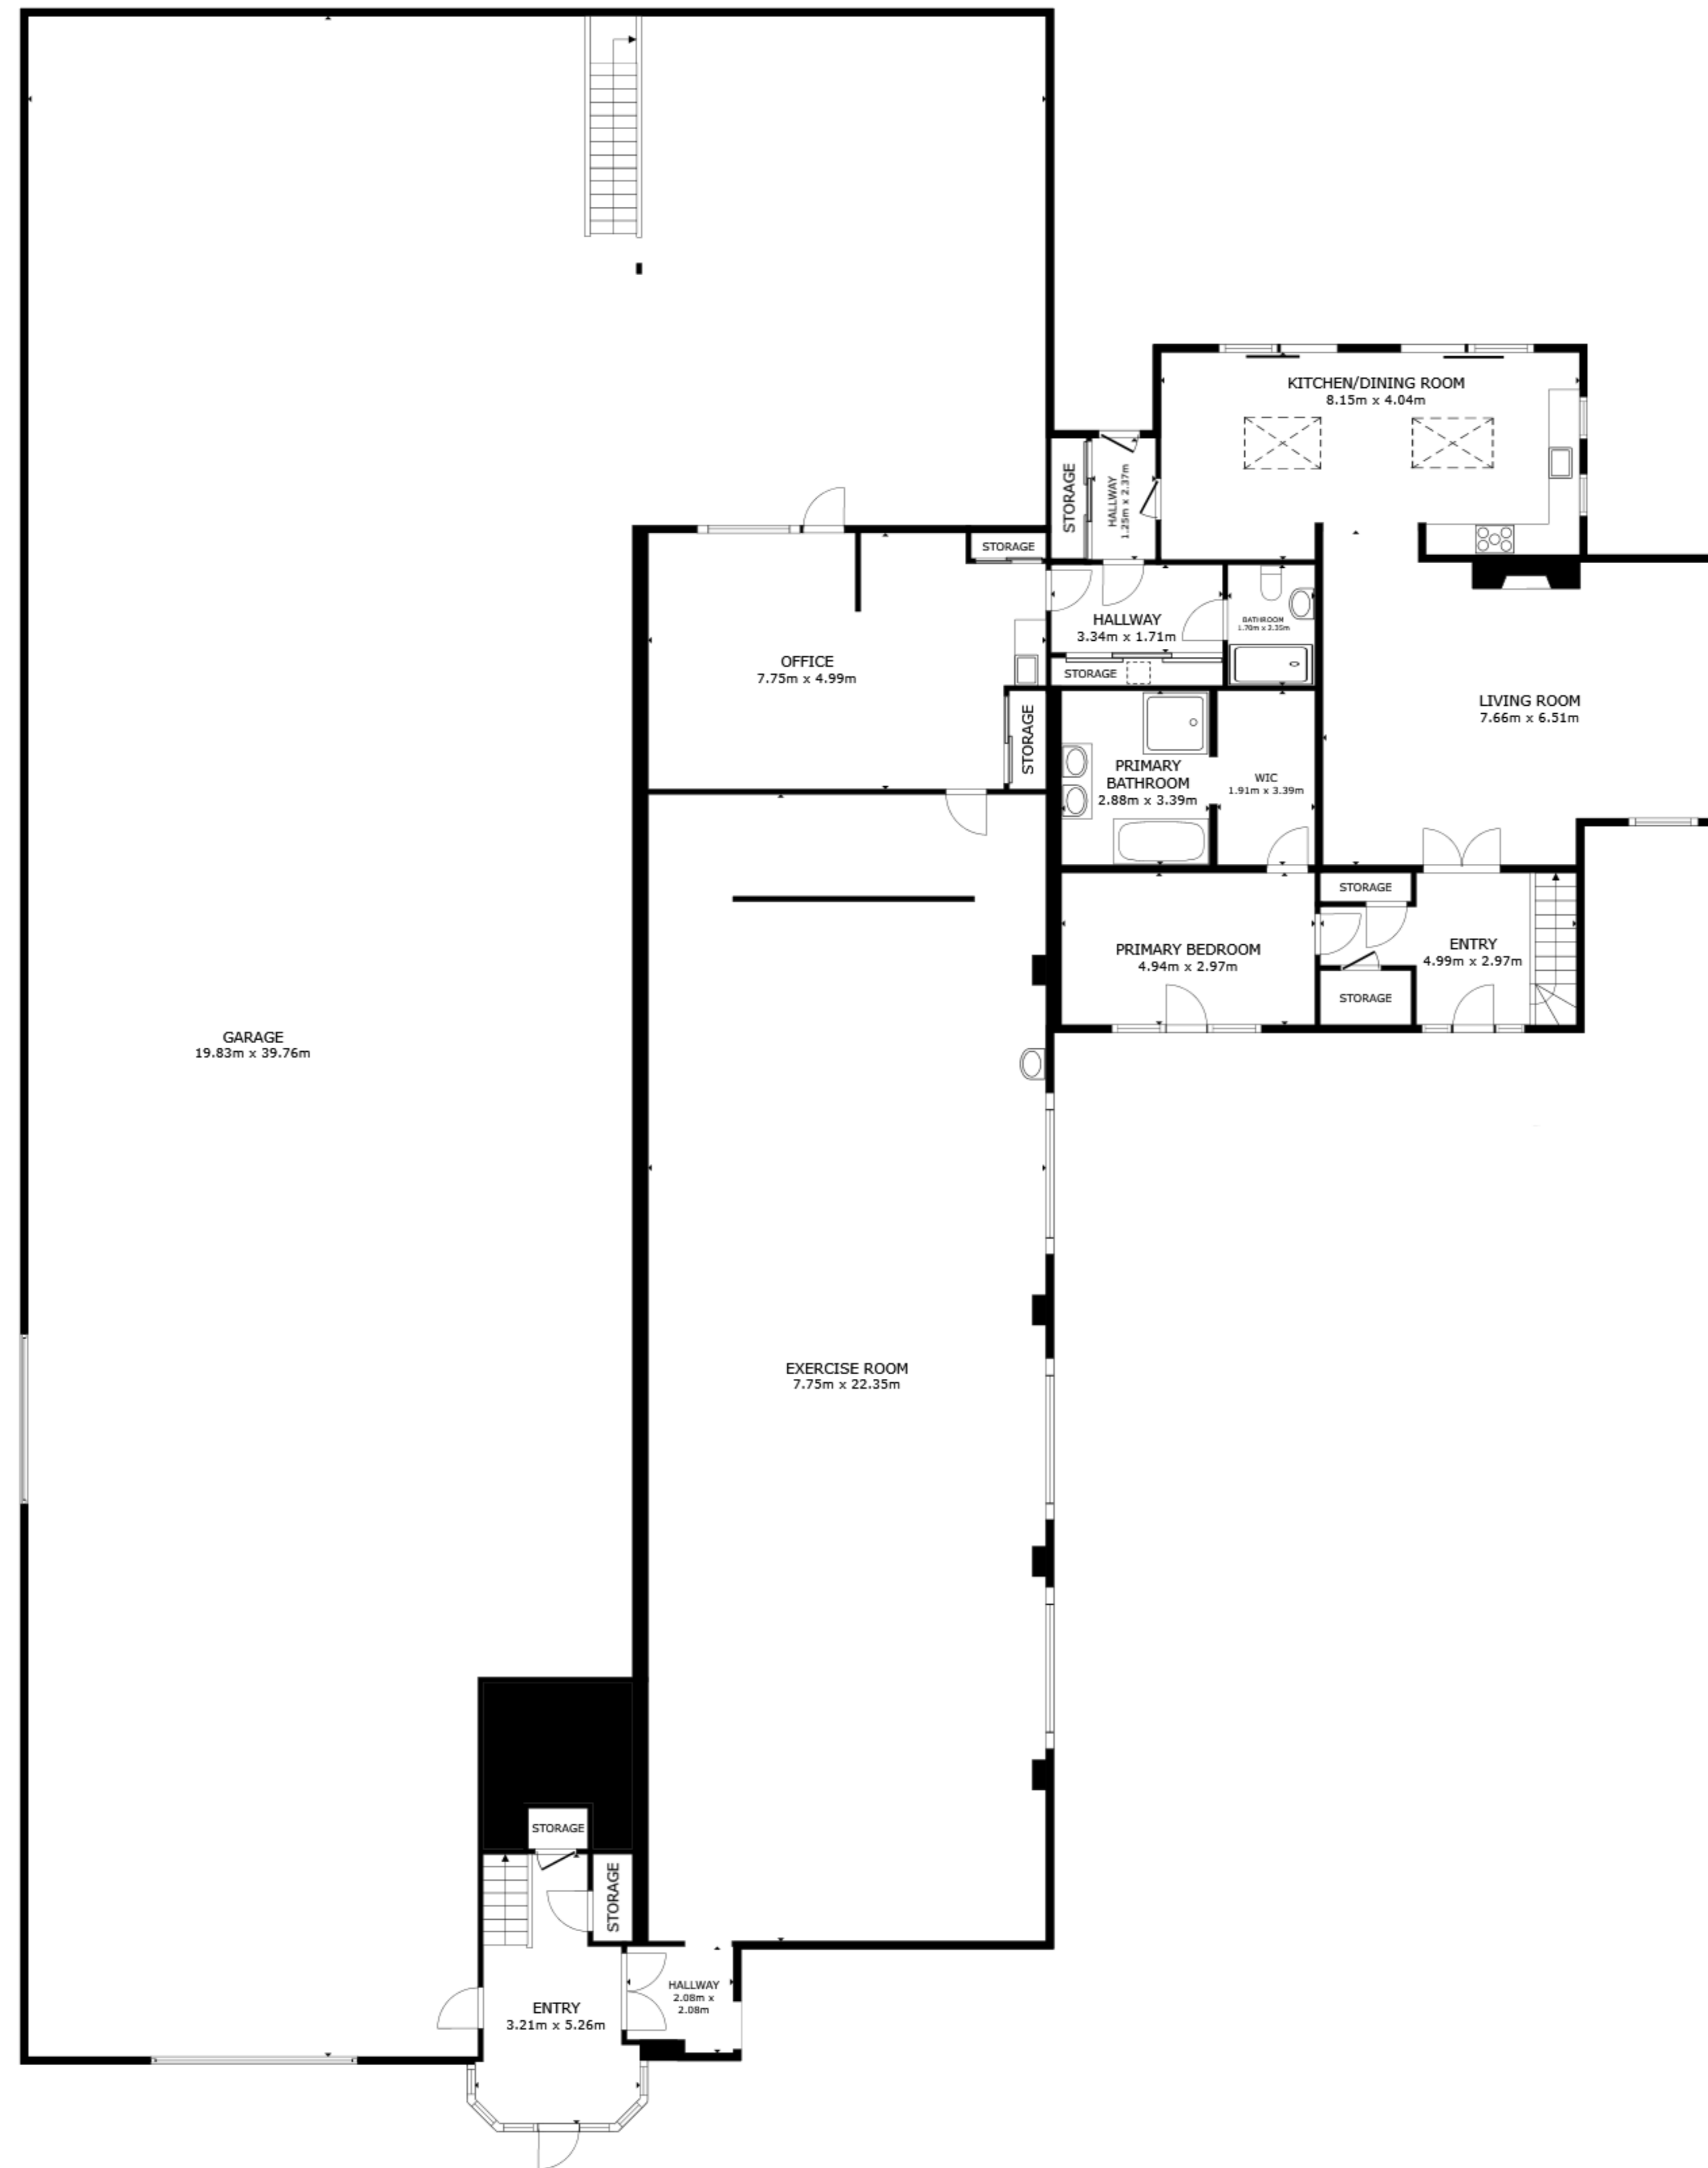 KITCHEN/DINING ROOM
8.15m x 4.04m
STORAGE
HALLWAY
1.25m x 2.37m
STORAGE
HALLWAY
3.34m x 1.71m
BATHROOM
1.70m x 2.35m
OFFICE
7.75m x 4.99m
STORAGE
LIVING ROOM
7.66m x 6.51m
STORAGE
PRIMARY
BATHROOM
2.88m x 3.39m
WIC
1.91m x 3.39m
STORAGE
PRIMARY BEDROOM
4.94m x 2.97m
ENTRY
4.99m x 2.97m
STORAGE
GARAGE
19.83m x 39.76m
EXERCISE ROOM
7.75m x 22.35m
STORAGE
STORAGE
HALLWAY
2.08m x
2.08m
ENTRY
3.21m x 5.26m